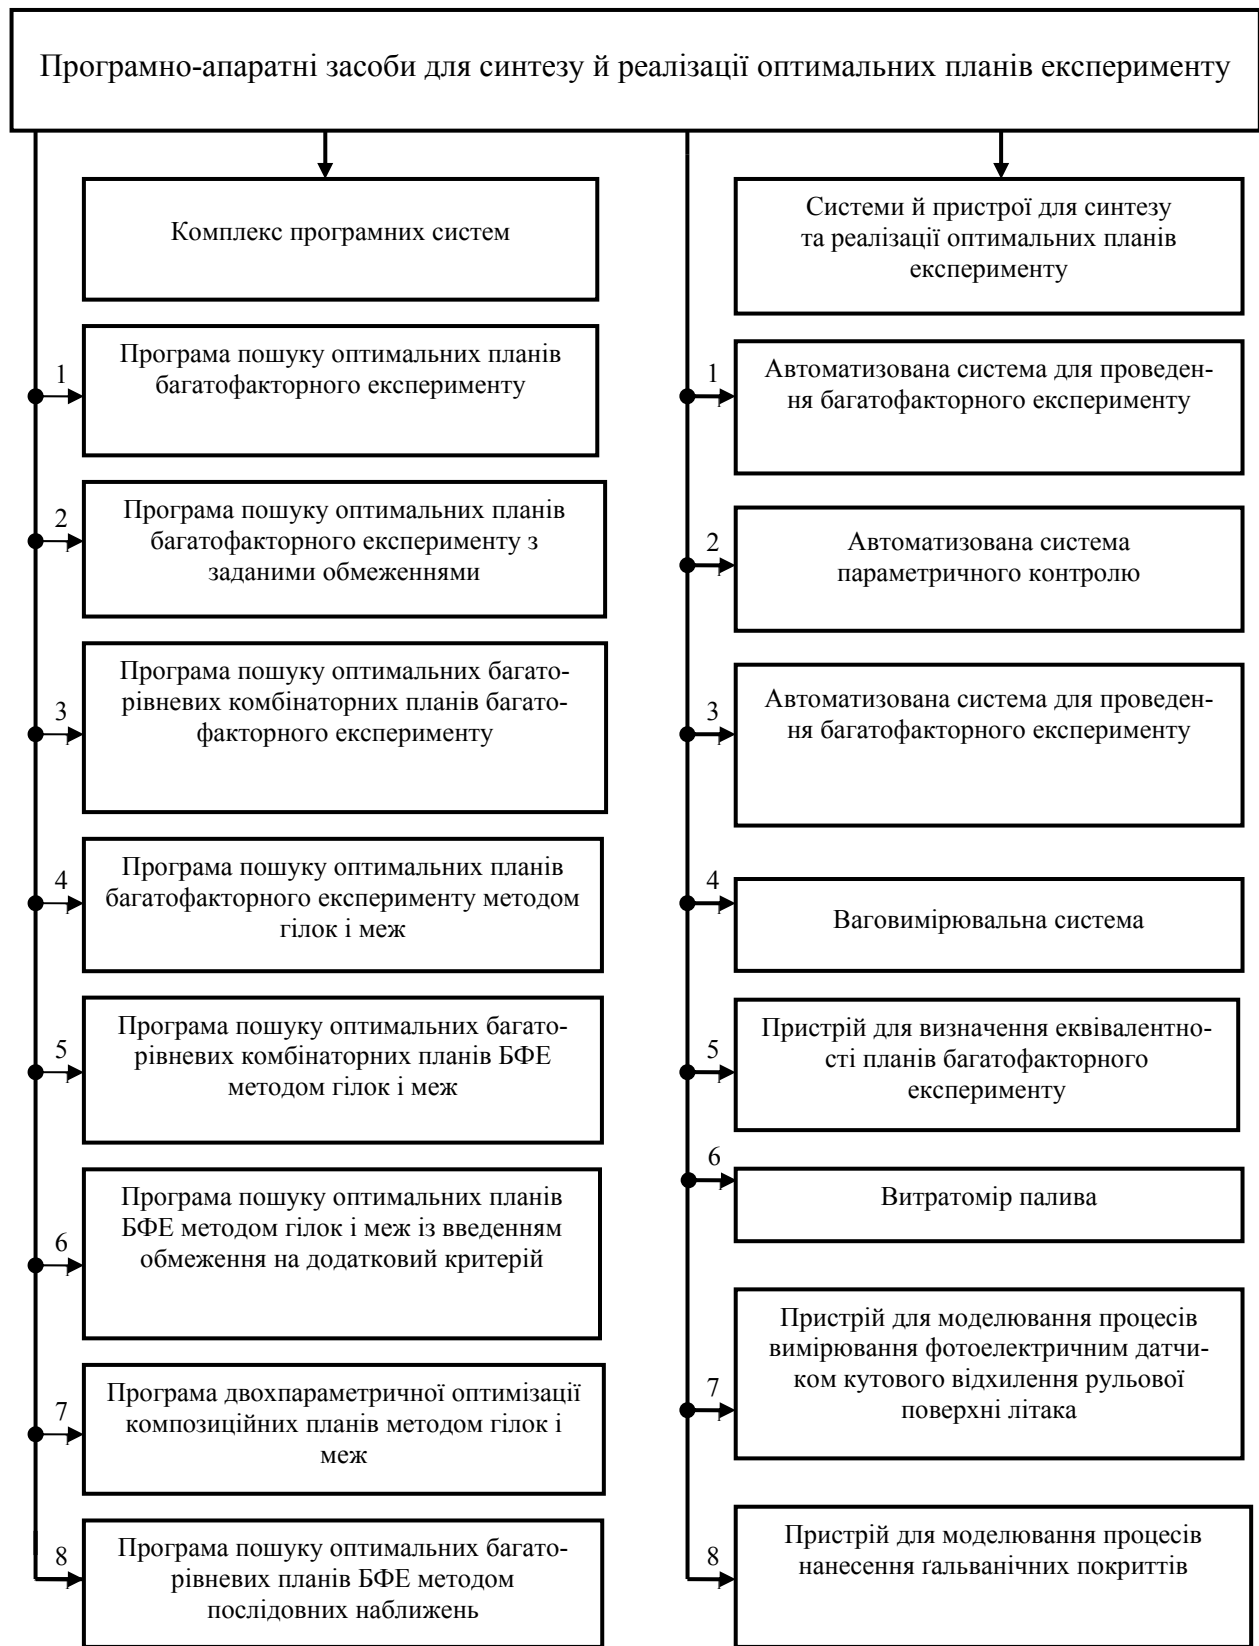 Програмно-апаратні засоби для синтезу й реалізації оптимальних планів експерименту
Комплекс програмних систем
1
Програма пошуку оптимальних планів
багатофакторного експерименту
2
Програма пошуку оптимальних планів
багатофакторного експерименту з
заданими обмеженнями
3
Програма пошуку оптимальних багато-
рівневих комбінаторних планів багато-
факторного експерименту
4
Програма пошуку оптимальних планів
багатофакторного експерименту методом
гілок і меж
5
Програма пошуку оптимальних багато-
рівневих комбінаторних планів БФЕ
методом гілок і меж
6
Програма пошуку оптимальних планів
БФЕ методом гілок і меж із введенням
обмеження на додатковий критерій
7
Програма двохпараметричної оптимізації
композиційних планів методом гілок і
меж
8
Програма пошуку оптимальних багато-
рівневих планів БФЕ методом
послідовних наближень
Системи й пристрої для синтезу
та реалізації оптимальних планів
експерименту
1
Автоматизована система для проведен-
ня багатофакторного експерименту
2
Автоматизована система
параметричного контролю
3
Автоматизована система для проведен-
ня багатофакторного експерименту
4
Ваговимірювальна система
5
Пристрій для визначення еквівалентно-
сті планів багатофакторного
експерименту
6
Витратомір палива
7
Пристрій для моделювання процесів
вимірювання фотоелектричним датчи-
ком кутового відхилення рульової
поверхні літака
8
Пристрій для моделювання процесів
нанесення ґальванічних покриттів